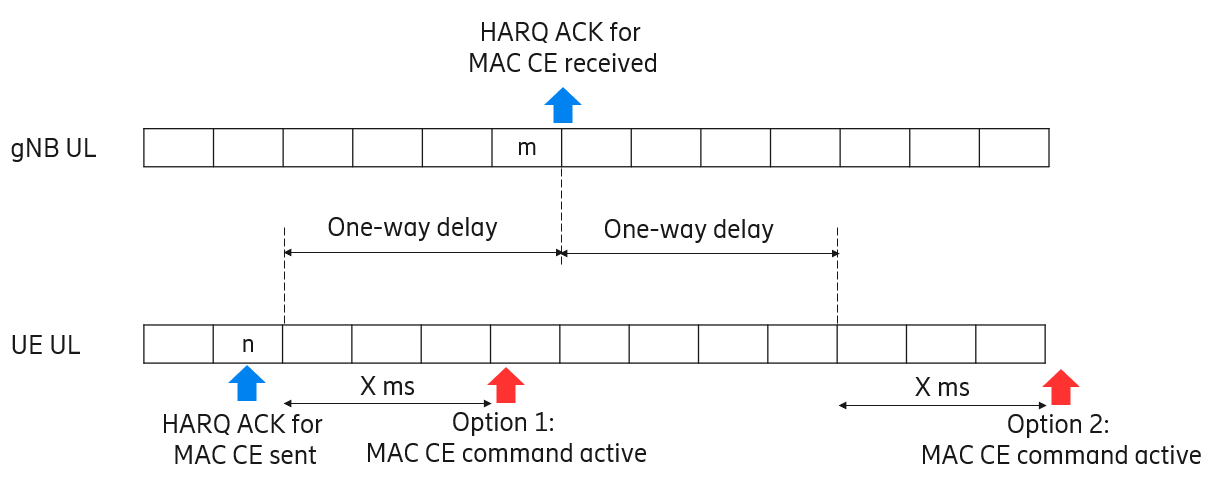 HARQ ACK for
MAC CE received
gNB UL
m
One-way delay
One-way delay
UE UL
n
X ms
X ms
HARQ ACK for
MAC CE sent
Option 1:
MAC CE command active
Option 2:
MAC CE command active